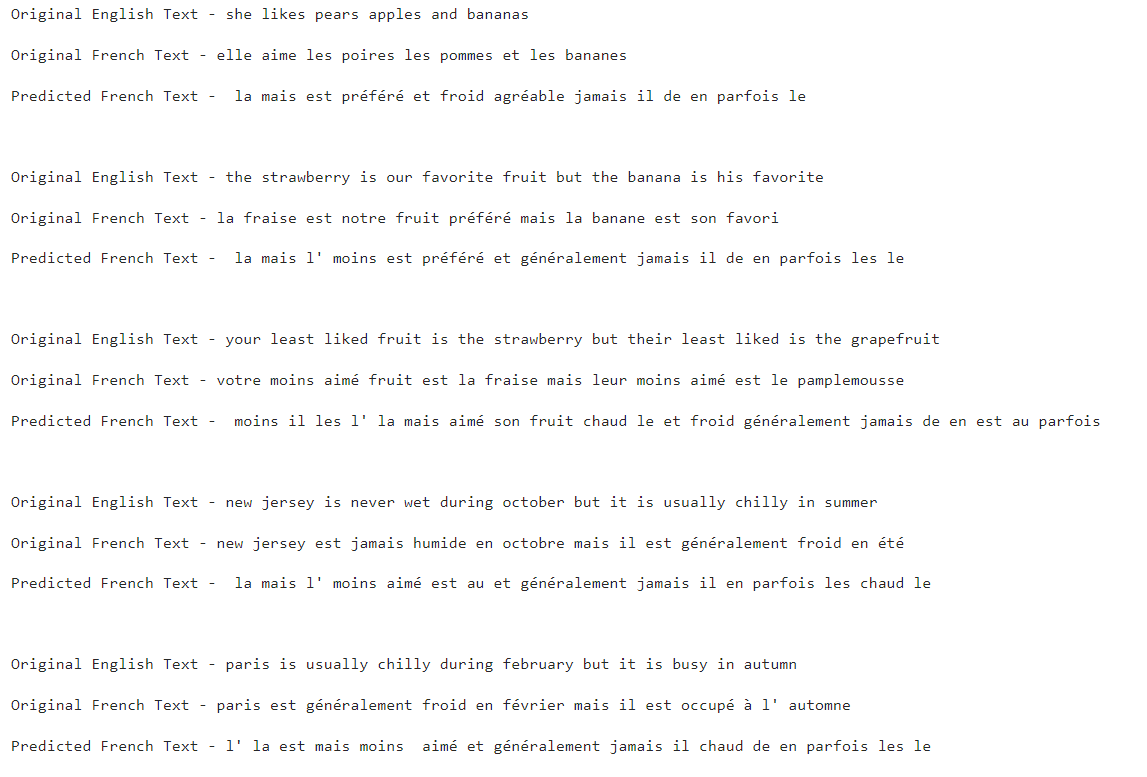 Original English Text - she likes pears apples and bananas
Original French Text - elle aime les poires les pommes et les bananes
Predicted French Text -  la mais est préféré et froid agréable jamais il de en parfois le
Original English Text - the strawberry is our favorite fruit but the banana is his favorite
Original French Text - la fraise est notre fruit préféré mais la banane est son favori
Predicted French Text -  la mais l' moins est préféré et généralement jamais il de en parfois les le
Original English Text - your least liked fruit is the strawberry but their least liked is the grapefruit
Original French Text - votre moins aimé fruit est la fraise mais leur moins aimé est le pamplemousse
Predicted French Text -  moins il les l' la mais aimé son fruit chaud le et froid généralement jamais de en est au parfois
Original English Text - new jersey is never wet during october but it is usually chilly in summer
Original French Text - new jersey est jamais humide en octobre mais il est généralement froid en été
Predicted French Text -  la mais l' moins aimé est au et généralement jamais il en parfois les chaud le
Original English Text - paris is usually chilly during february but it is busy in autumn
Original French Text - paris est généralement froid en février mais il est occupé à l' automne
Predicted French Text - l' la est mais moins  aimé et généralement jamais il chaud de en parfois les le